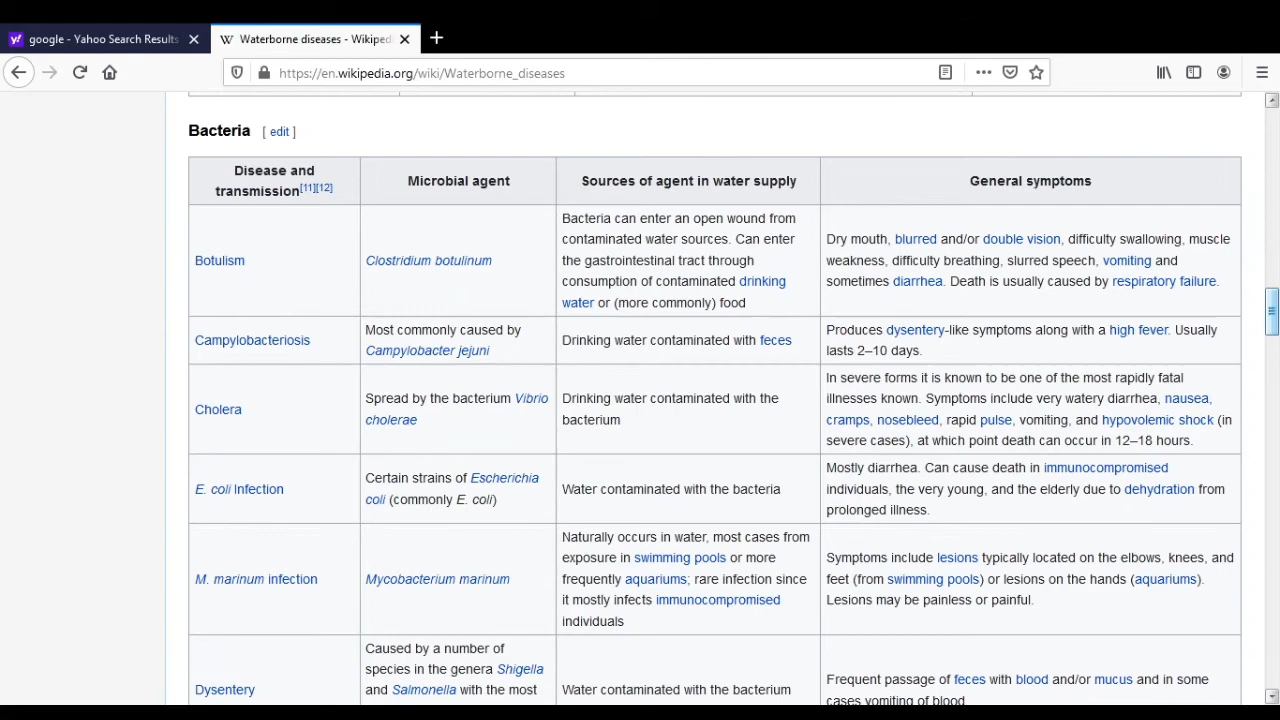 google - Yahoo Search Results
Waterborne diseases - Wikiped
https://en.wikipedia.org/wiki/Waterborne_diseases
Bacteria [ edit ]
Disease and
transmission[11][12]
Microbial agent
Sources of agent in water supply
General symptoms
Botulism
Clostridium botulinum
Bacteria can enter an open wound from
contaminated water sources. Can enter
the gastrointestinal tract through
consumption of contaminated drinking
water or (more commonly) food
Dry mouth, blurred and/or double vision, difficulty swallowing, muscle
weakness, difficulty breathing, slurred speech, vomiting and
sometimes diarrhea. Death is usually caused by respiratory failure.
Campylobacteriosis
Most commonly caused by
Campylobacter jejuni
Drinking water contaminated with feces
Produces dysentery-like symptoms along with a high fever. Usually
lasts 2–10 days.
Cholera
Spread by the bacterium Vibrio
cholerae
Drinking water contaminated with the
bacterium
In severe forms it is known to be one of the most rapidly fatal
illnesses known. Symptoms include very watery diarrhea, nausea,
cramps, nosebleed, rapid pulse, vomiting, and hypovolemic shock (in
severe cases), at which point death can occur in 12–18 hours.
E. coli Infection
Certain strains of Escherichia
coli (commonly E. coli)
Water contaminated with the bacteria
Mostly diarrhea. Can cause death in immunocompromised
individuals, the very young, and the elderly due to dehydration from
prolonged illness.
M. marinum infection
Mycobacterium marinum
Naturally occurs in water, most cases from
exposure in swimming pools or more
frequently aquariums; rare infection since
it mostly infects immunocompromised
individuals
Symptoms include lesions typically located on the elbows, knees, and
feet (from swimming pools) or lesions on the hands (aquariums).
Lesions may be painless or painful.
Dysentery
Caused by a number of
species in the genera Shigella
and Salmonella with the most
Water contaminated with the bacterium
Frequent passage of feces with blood and/or mucus and in some
cases vomiting of blood